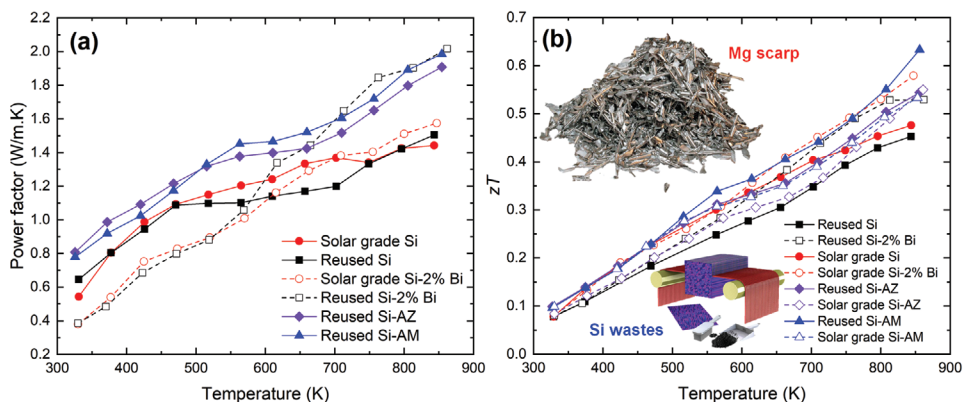 (a)
Power factor (W/m.K)
2.2
2.0
1.8
1.6
1.4
1.2
1.0
0.8
0.6
0.4
0.2
300 400 500 600 700 800 900
Temperature (K)
Solar grade Si
Reused Si
Solar grade Si-2% Bi
Reused Si-2% Bi
Reused Si-AZ
Reused Si-AM
(b)
Mg scarp
zT
0.7
0.6
0.5
0.4
0.3
0.2
0.1
0.0
300 400 500 600 700 800 900
Temperature (K)
Si wastes
Reused Si
Reused Si-2% Bi
Solar grade Si
Solar grade Si-2% Bi
Reused Si-AZ
Solar grade Si-AZ
Reused Si-AM
Solar grade Si-AM